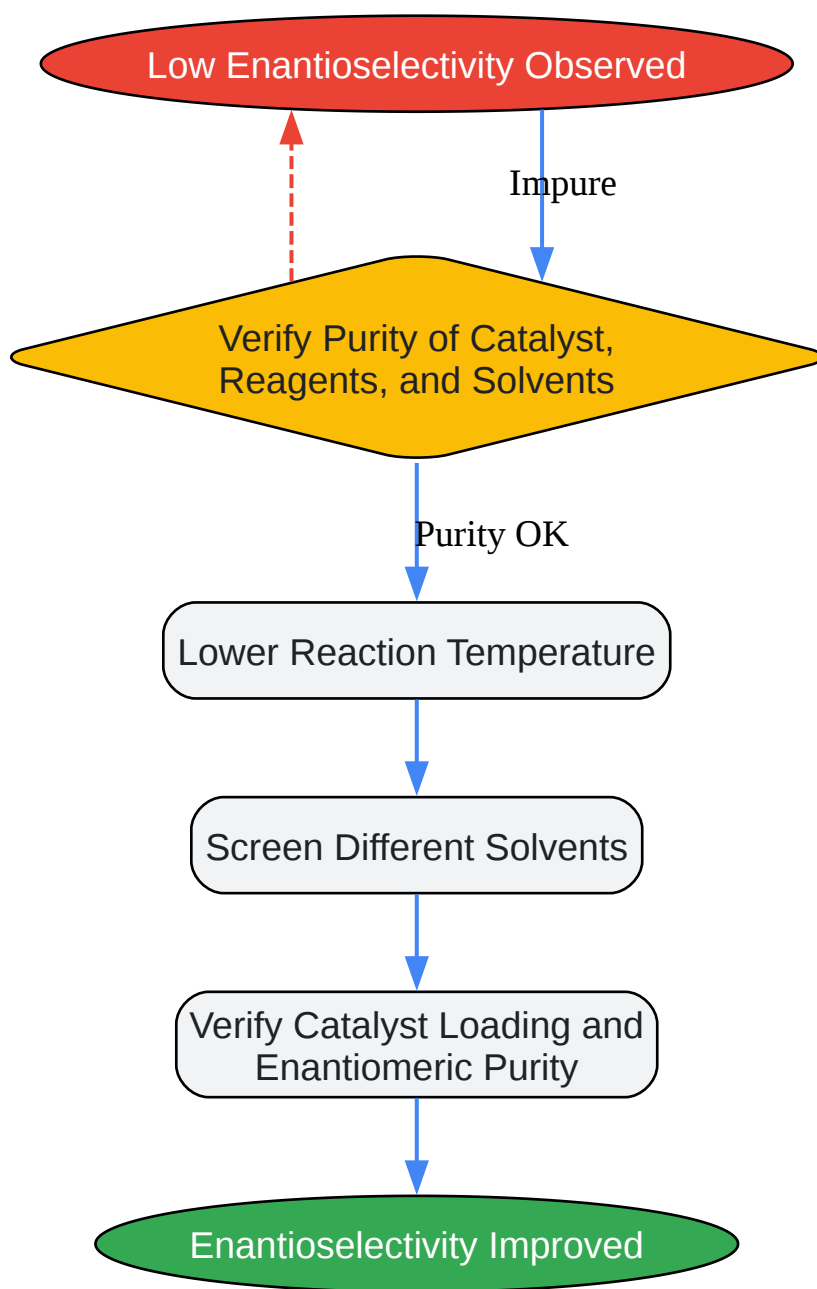 Low Enantioselectivity Observed
Impure
Verify Purity of Catalyst,
Reagents, and Solvents
Purity OK
Lower Reaction Temperature
Screen Different Solvents
Verify Catalyst Loading and
Enantiomeric Purity
Enantioselectivity Improved